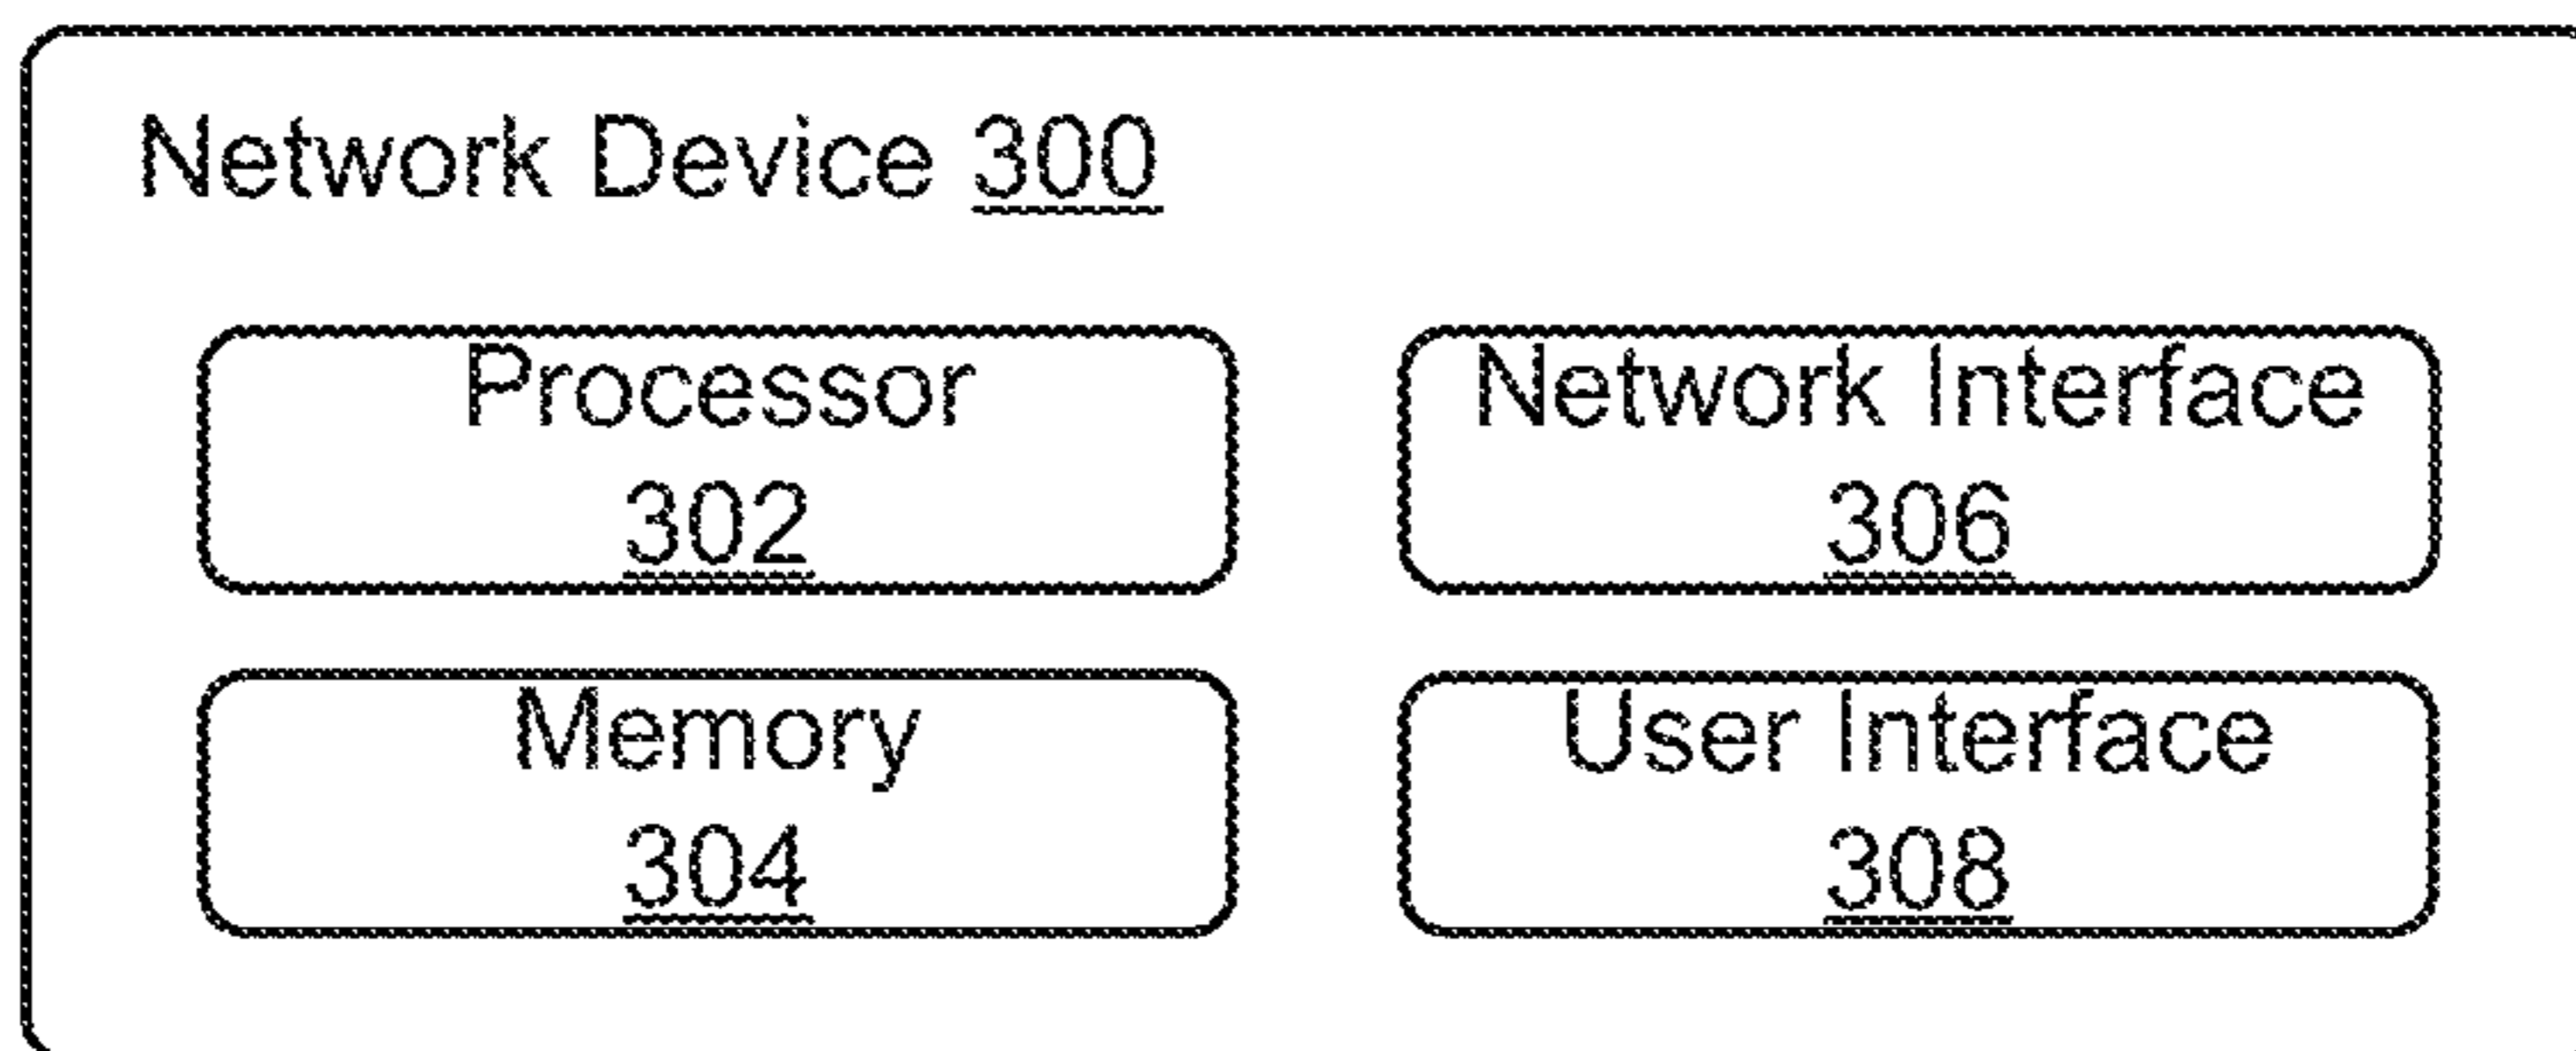 Network Device 300
Processor
302
Network Interface
306
Memory
304
User Interface
308